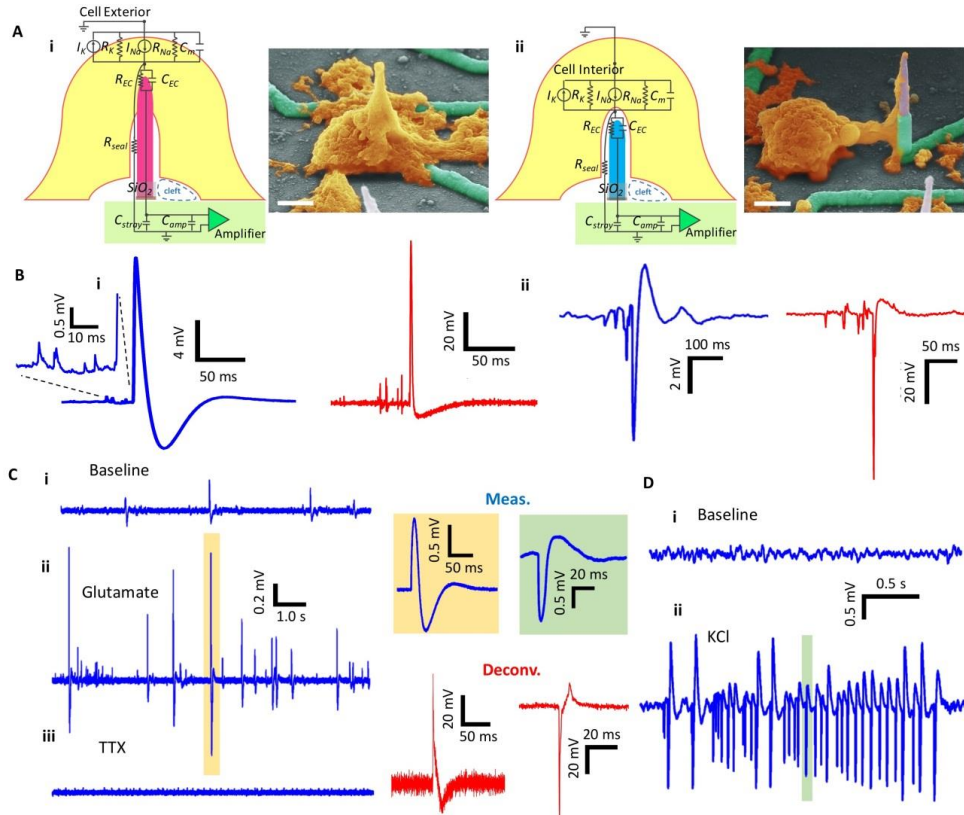 A
i
Cell Exterior
I_K R_K I_Na R_Na C_m
R_EC C_EC
R_seal
SiO_2
cleft
C_stray C_amp
Amplifier
ii
Cell Interior
I_K R_K I_Na R_Na C_m
R_EC C_EC
R_seal
SiO_2
cleft
C_stray C_amp
Amplifier
B
i
0.5 mV
10 ms
4 mV
50 ms
20 mV
50 ms
ii
100 ms
2 mV
50 ms
20 mV
C
i
Baseline
ii
Glutamate
0.2 mV
1.0 s
iii
TTX
Meas.
0.5 mV
50 ms
20 ms
0.5 mV
Deconv.
20 mV
50 ms
20 ms
20 mV
D
i
Baseline
0.5 s
0.5 mV
ii
KCl